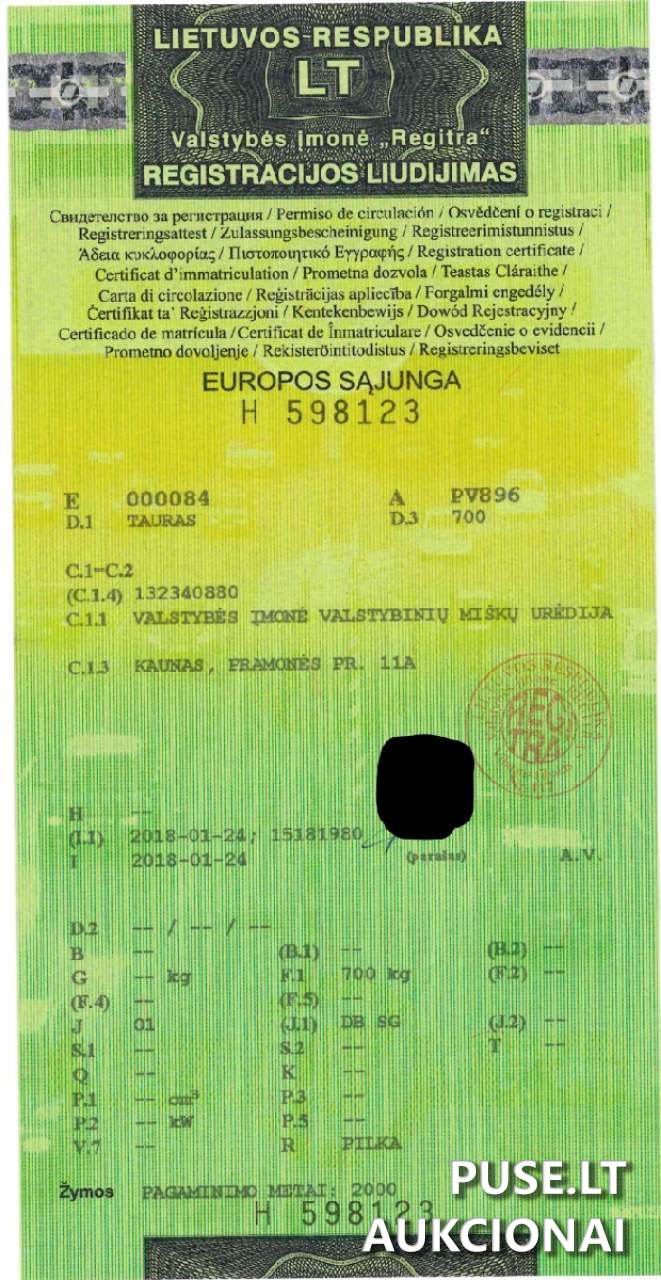 LIETUVOS RESPUBLIKA
LT
Valstybės įmonė „Regitra“
REGISTRACIJOS LIUDIJIMAS
Свидетелство за регистрация / Permiso de circulación / Osvědčení o registraci /
Registreringsattest / Zulassungsbescheinigung / Registreerimistunnistus /
Άδεια κυκλοφορίας / Πιστοποιητικό Εγγραφής / Registration certificate /
Certificat d'immatriculation / Prometna dozvola / Teastas Cláraithe /
Carta di circolazione / Reģistrācijas apliecība / Forgalmi engedély /
Ċertifikat ta' Reġistrazzjoni / Kentekenbewijs / Dowód Rejestracyjny /
Certificado de matrícula / Certificat de Înmatriculare / Osvedčenie o evidencii /
Prometno dovoljenje / Rekisteröintitodistus / Registreringsbeviset
EUROPOS SĄJUNGA
H 598123
E 000084 A PV896
D.1 TAURAS D.3 700
C.1=C.2
(C.1.4) 132340880
C.1.1 VALSTYBĖS ĮMONĖ VALSTYBINIŲ MIŠKŲ URĖDIJA
C.1.3 KAUNAS, PRAMONĖS PR. 11A
REGI
TRA
H --
(I.1) 2018-01-24; 15181980
(parašas) A.V.
I 2018-01-24
D.2 -- / -- / --
B -- (B.1) -- (B.2) --
G -- kg F.1 700 kg (F.2) --
(F.4) -- (F.5) --
J 01 (J.1) DB SG (J.2) --
S.1 -- S.2 -- T --
Q -- K --
P.1 -- cm³ P.3 --
P.2 -- kW P.5 --
V.7 -- R PILKA
Žymos PAGAMINIMO METAI: 2000
H 598123
PUSE.LT
AUKCIONAI